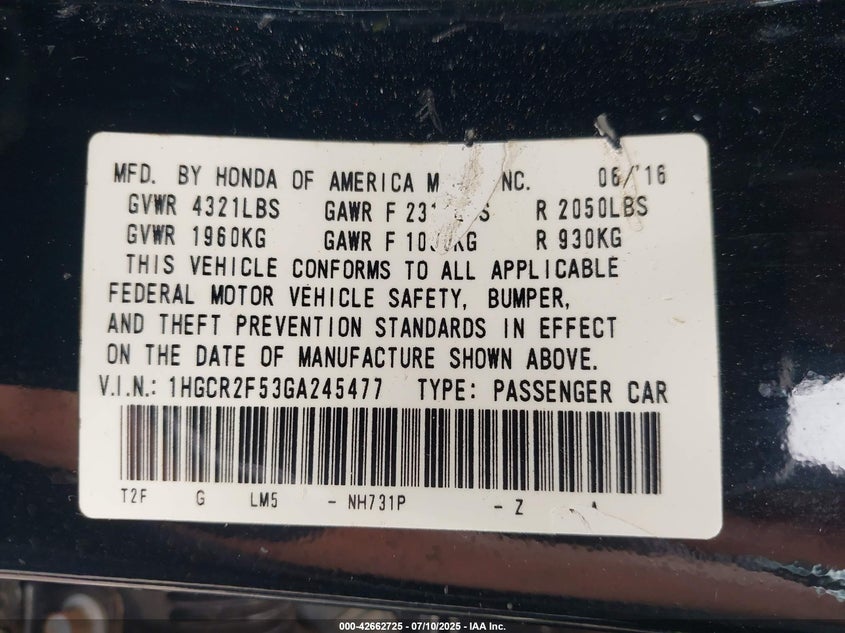 MFD. BY HONDA OF AMERICA 06/'16
GVWR 4321LBS GAWR F R 2050LBS
GVWR 1960KG GAWR F R 930KG
THIS VEHICLE CONFORMS TO ALL APPLICABLE
FEDERAL MOTOR VEHICLE SAFETY, BUMPER,
AND THEFT PREVENTION STANDARDS IN EFFECT
ON THE DATE OF MANUFACTURE SHOWN ABOVE.
V.I.N.: 1HGCR2F53GA245477 TYPE: PASSENGER CAR
T2F G LM5 - NH731P - Z
000-42662725 - 07/10/2025 - IAA Inc.